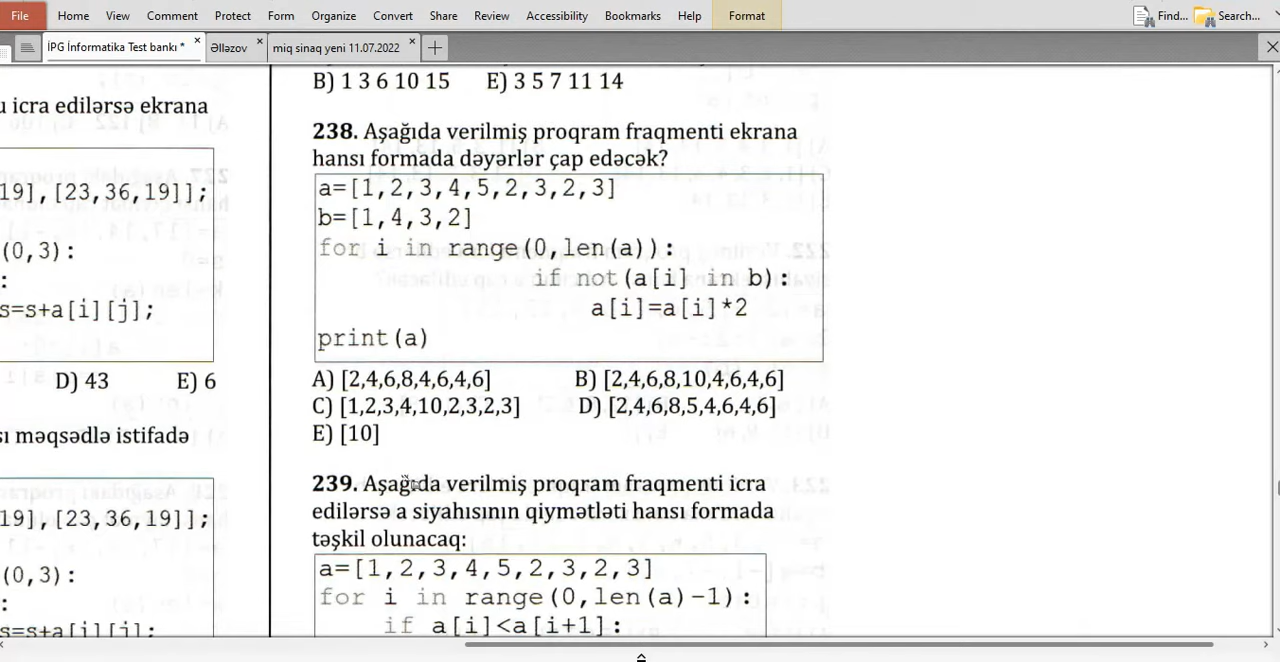 File Home View Comment Protect Form Organize Convert Share Review Accessibility Bookmarks Help Format Find... Search...
İPG İnformatika Test bankı * Əlləzov miq sinaq yeni 11.07.2022
u icra edilərsə ekrana
19],[23,36,19]];
(0,3):
:
s=s+a[i][j];
D) 43 E) 6
sı məqsədlə istifadə
19],[23,36,19]];
(0,3):
:
s=s+a[i][j];
B) 1 3 6 10 15 E) 3 5 7 11 14
238. Aşağıda verilmiş proqram fraqmenti ekrana
hansı formada dəyərlər çap edəcək?
a=[1,2,3,4,5,2,3,2,3]
b=[1,4,3,2]
for i in range(0,len(a)):
if not(a[i] in b):
a[i]=a[i]*2
print(a)
A) [2,4,6,8,4,6,4,6] B) [2,4,6,8,10,4,6,4,6]
C) [1,2,3,4,10,2,3,2,3] D) [2,4,6,8,5,4,6,4,6]
E) [10]
239. Aşağıda verilmiş proqram fraqmenti icra
edilərsə a siyahısının qiymətləti hansı formada
təşkil olunacaq:
a=[1,2,3,4,5,2,3,2,3]
for i in range(0,len(a)-1):
if a[i]<a[i+1]: